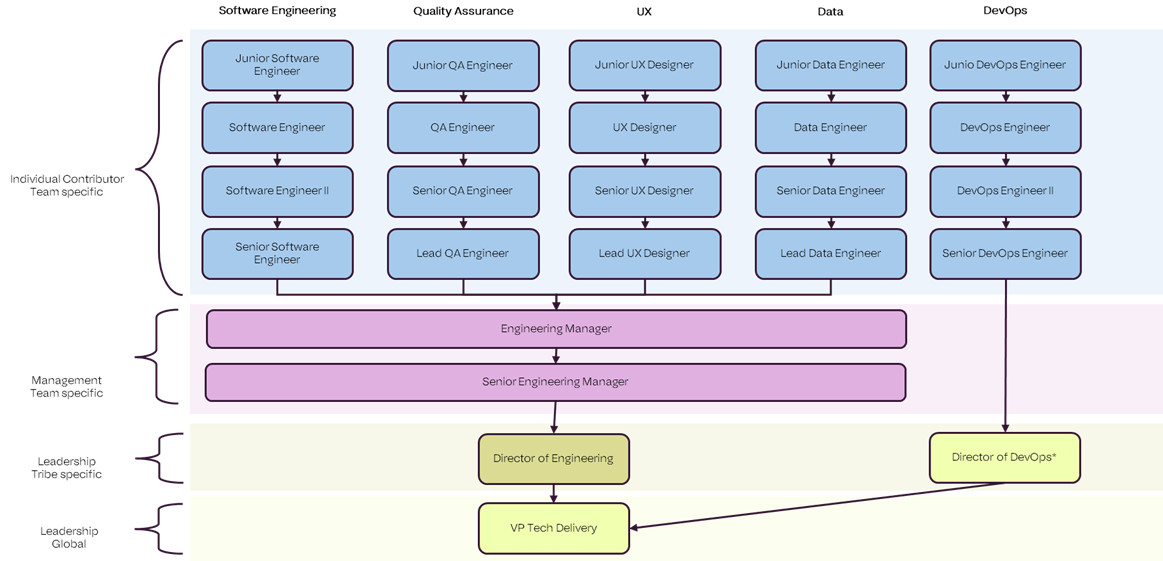 Software Engineering
Quality Assurance
UX
Data
DevOps
Junior Software
Engineer
Junior QA Engineer
Junior UX Designer
Junior Data Engineer
Junio DevOps Engineer
Software Engineer
QA Engineer
UX Designer
Data Engineer
DevOps Engineer
Individual Contributor
Team specific
Software Engineer II
Senior QA Engineer
Senior UX Designer
Senior Data Engineer
DevOps Engineer II
Senior Software
Engineer
Lead QA Engineer
Lead UX Designer
Lead Data Engineer
Senior DevOps Engineer
Engineering Manager
Management
Team specific
Senior Engineering Manager
Leadership
Tribe specific
Director of Engineering
Director of DevOps*
Leadership
Global
VP Tech Delivery